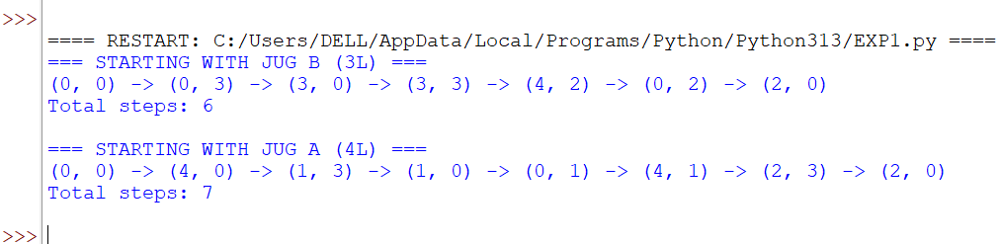 >>>
==== RESTART: C:/Users/DELL/AppData/Local/Programs/Python/Python313/EXP1.py ====
=== STARTING WITH JUG B (3L) ===
(0, 0) -> (0, 3) -> (3, 0) -> (3, 3) -> (4, 2) -> (0, 2) -> (2, 0)
Total steps: 6
=== STARTING WITH JUG A (4L) ===
(0, 0) -> (4, 0) -> (1, 3) -> (1, 0) -> (0, 1) -> (4, 1) -> (2, 3) -> (2, 0)
Total steps: 7
>>>